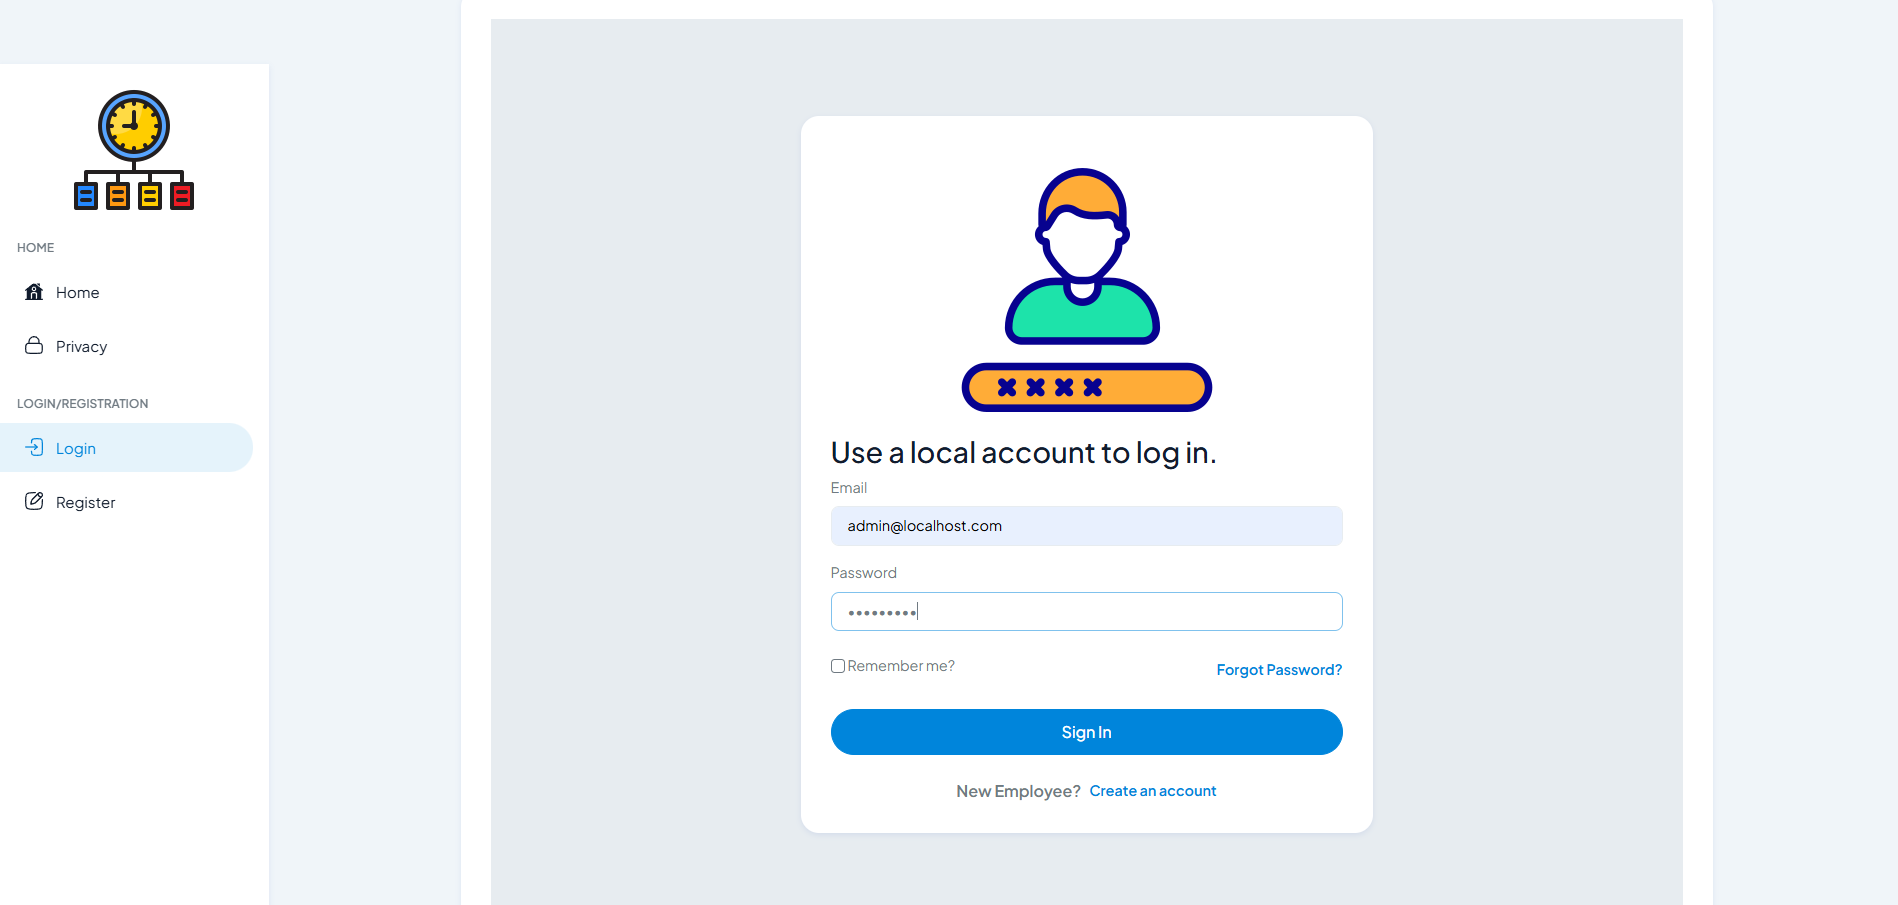 HOME
Home
Privacy
LOGIN/REGISTRATION
Login
Register
Use a local account to log in.
Email
admin@localhost.com
Password
•••••••••
Remember me?
Forgot Password?
Sign In
New Employee? Create an account